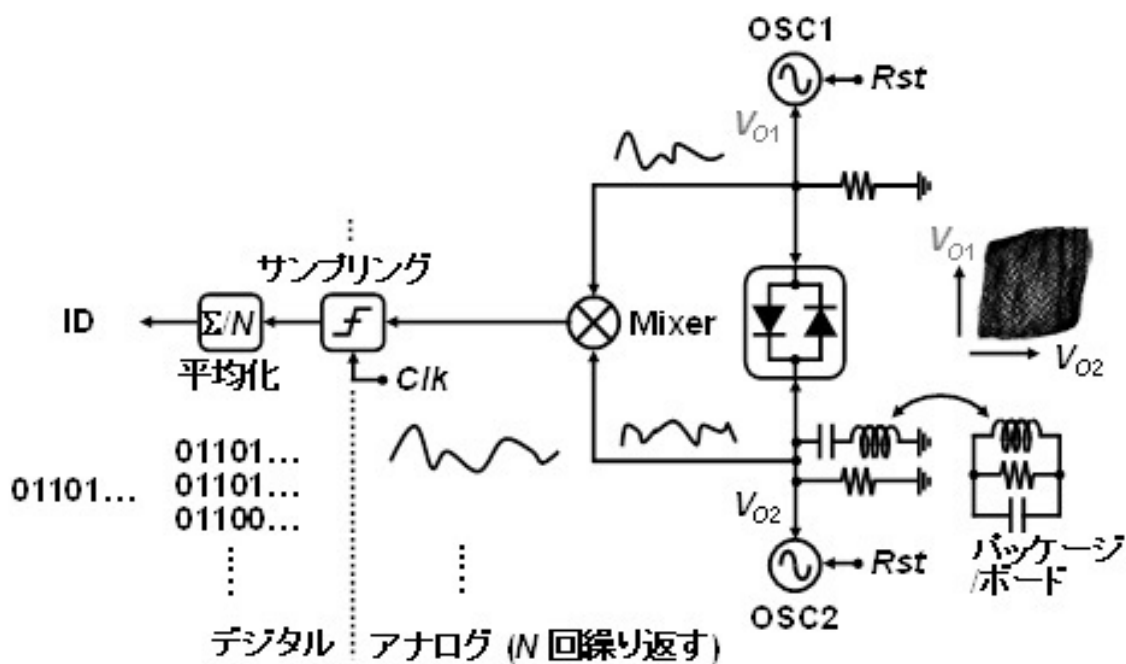 OSC1
Rst
VO1
サンプリング
VO1
VO2
ID
Σ/N
Mixer
平均化
Clk
01101...
01101...
01101...
01100...
VO2
Rst
OSC2
パッケージ
/ボード
デジタル
アナログ (N 回繰り返す)